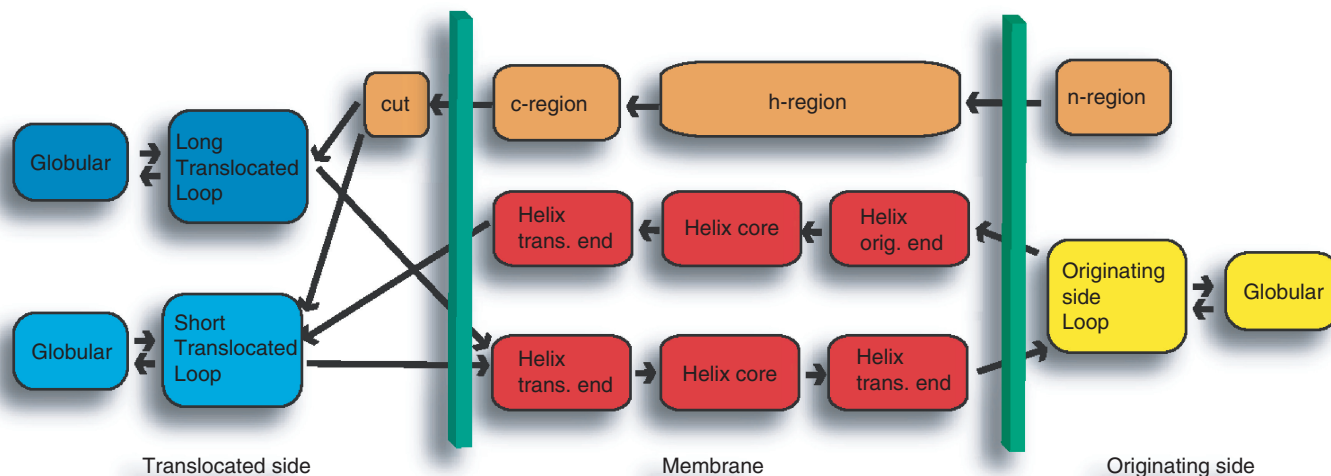 cut
c-region
h-region
n-region
Globular
Long
Translocated
Loop
Helix
trans. end
Helix core
Helix
orig. end
Originating
side
Loop
Globular
Globular
Short
Translocated
Loop
Helix
trans. end
Helix core
Helix
trans. end
Translocated side
Membrane
Originating side